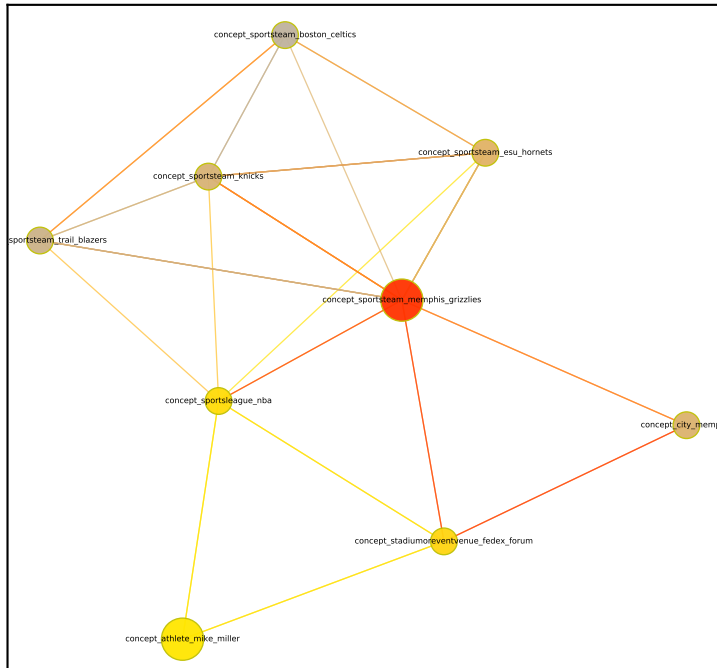 concept_sportsteam_boston_celtics
concept_sportsteam_esu_hornets
concept_sportsteam_knicks
sportsteam_trail_blazers
concept_sportsteam_memphis_grizzlies
concept_sportsleague_nba
concept_city_memp
concept_stadiumoreventvenue_fedex_forum
concept_athlete_mike_miller